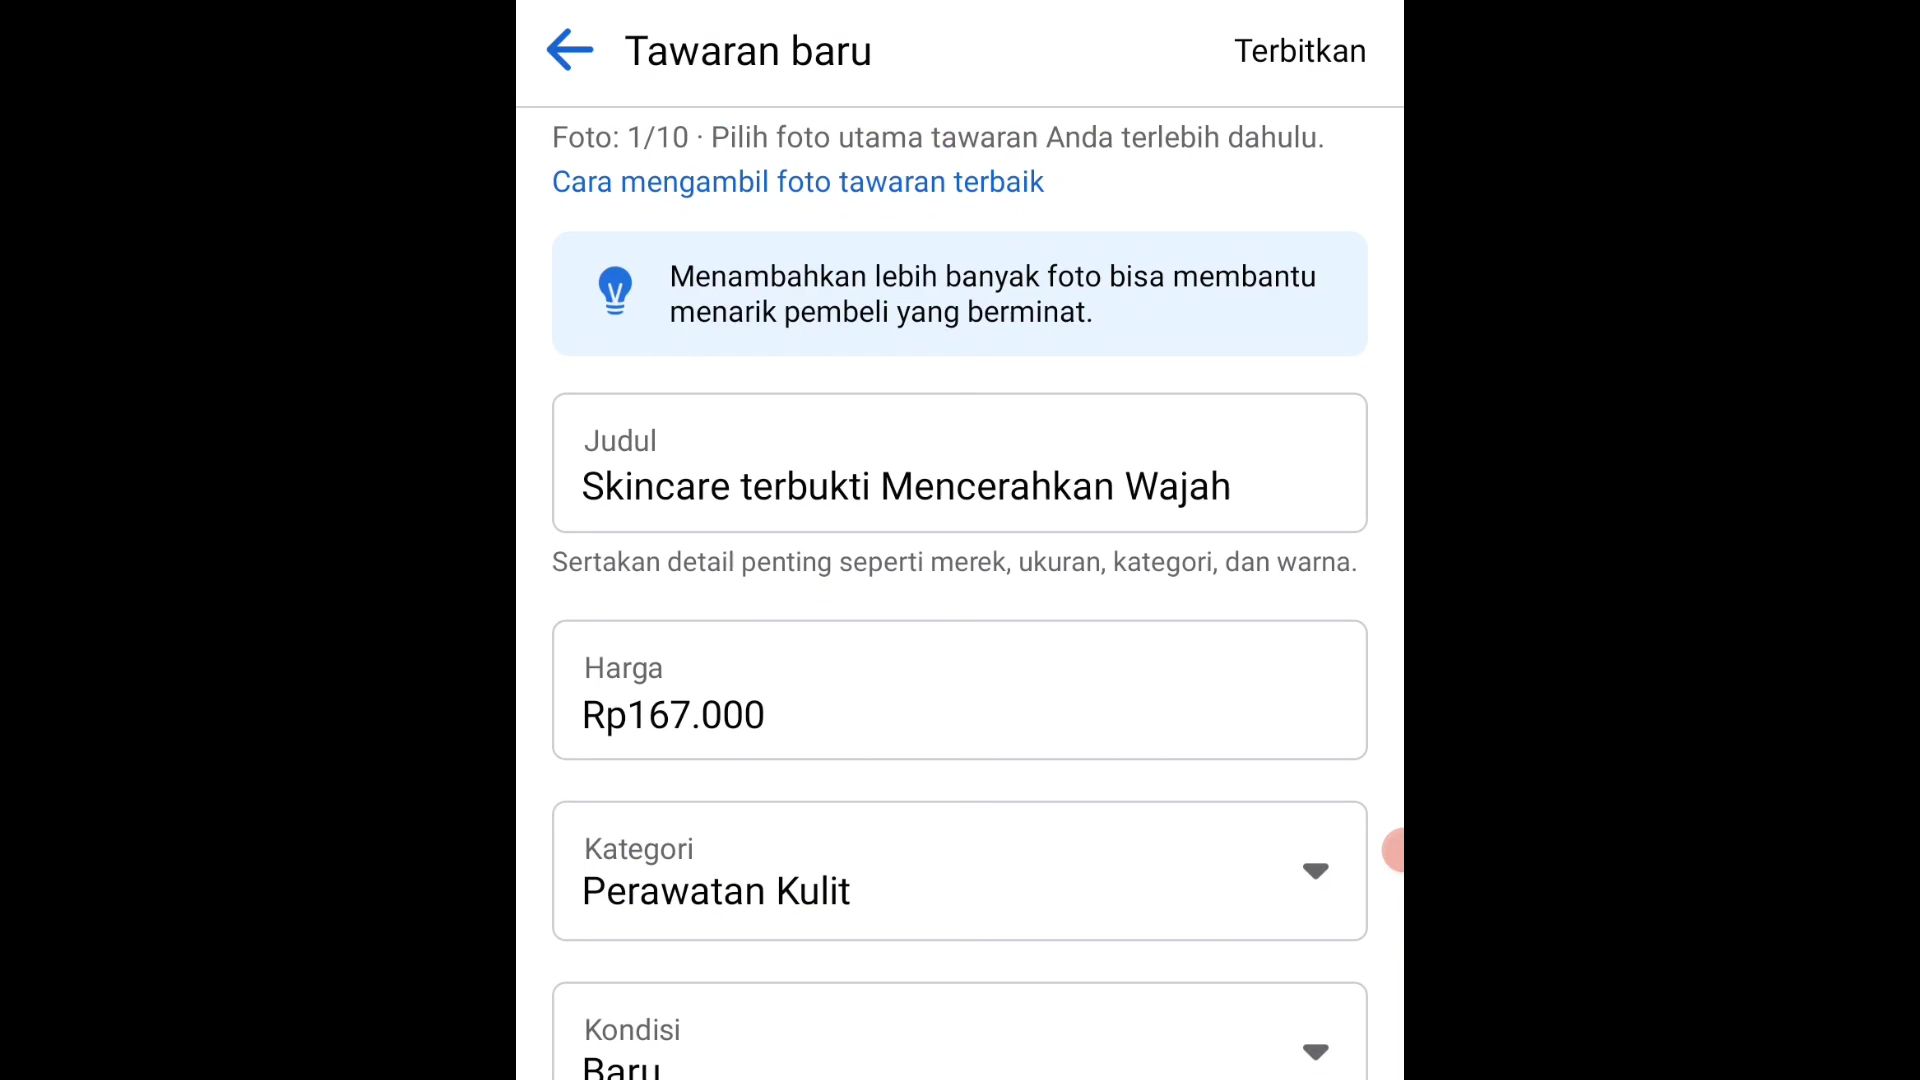 Tawaran baru
Terbitkan
Foto: 1/10 · Pilih foto utama tawaran Anda terlebih dahulu.
Cara mengambil foto tawaran terbaik
Menambahkan lebih banyak foto bisa membantu
menarik pembeli yang berminat.
Judul
Skincare terbukti Mencerahkan Wajah
Sertakan detail penting seperti merek, ukuran, kategori, dan warna.
Harga
Rp167.000
Kategori
Perawatan Kulit
Kondisi
Baru